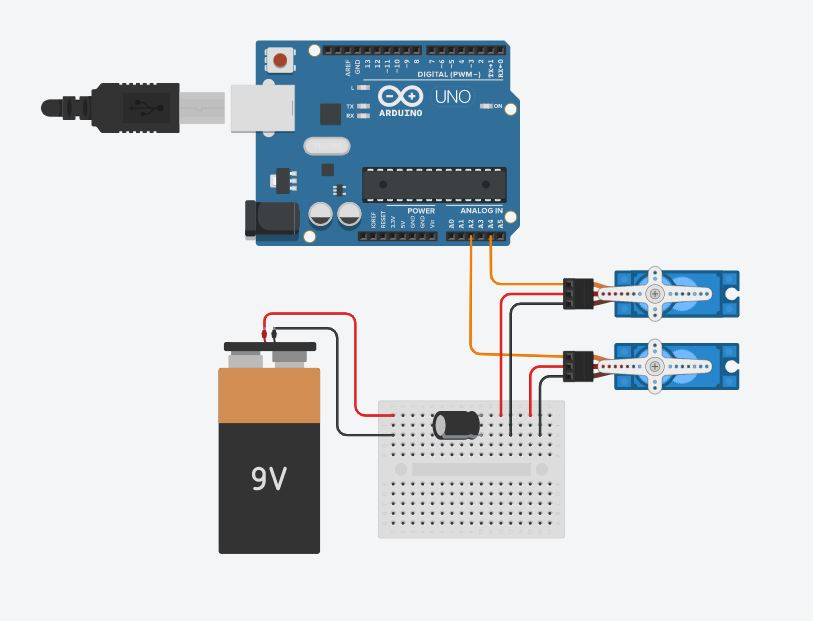 AREF
GND
13
12
~11
~10
~9
8
7
~6
~5
4
~3
2
TX→1
RX←0
DIGITAL (PWM~)
L
TX
RX
UNO
ON
ARDUINO
POWER
ANALOG IN
IOREF
RESET
3.3V
5V
GND
GND
Vin
A0
A1
A2
A3
A4
A5
9V